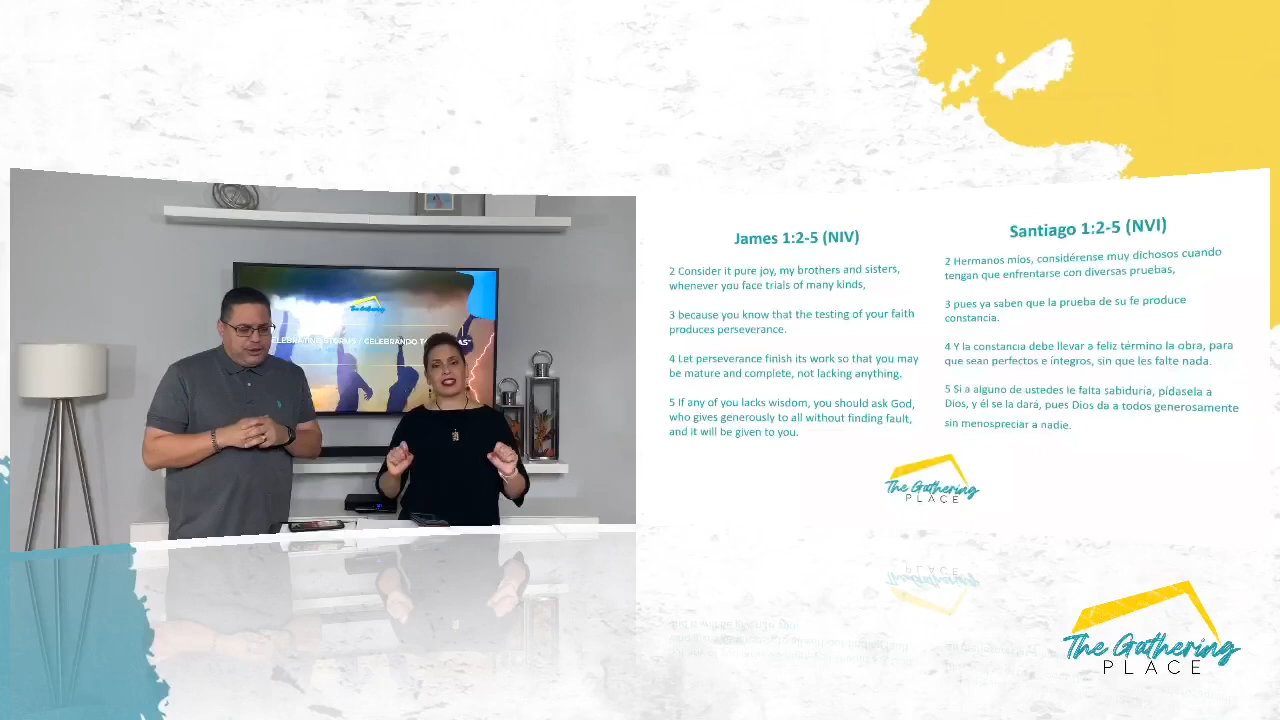 The Gathering
ELEBRATING STORMS / CELEBRANDO
James 1:2-5 (NIV)
2 Consider it pure joy, my brothers and sisters,
whenever you face trials of many kinds,
3 because you know that the testing of your faith
produces perseverance.
4 Let perseverance finish its work so that you may
be mature and complete, not lacking anything.
5 If any of you lacks wisdom, you should ask God,
who gives generously to all without finding fault,
and it will be given to you.
Santiago 1:2-5 (NVI)
2 Hermanos míos, considérense muy dichosos cuando
tengan que enfrentarse con diversas pruebas,
3 pues ya saben que la prueba de su fe produce
constancia.
4 Y la constancia debe llevar a feliz término la obra, para
que sean perfectos e íntegros, sin que les falte nada.
5 Si a alguno de ustedes le falta sabiduría, pídasela a
Dios, y él se la dará, pues Dios da a todos generosamente
sin menospreciar a nadie.
The Gathering
PLACE
The Gathering
PLACE